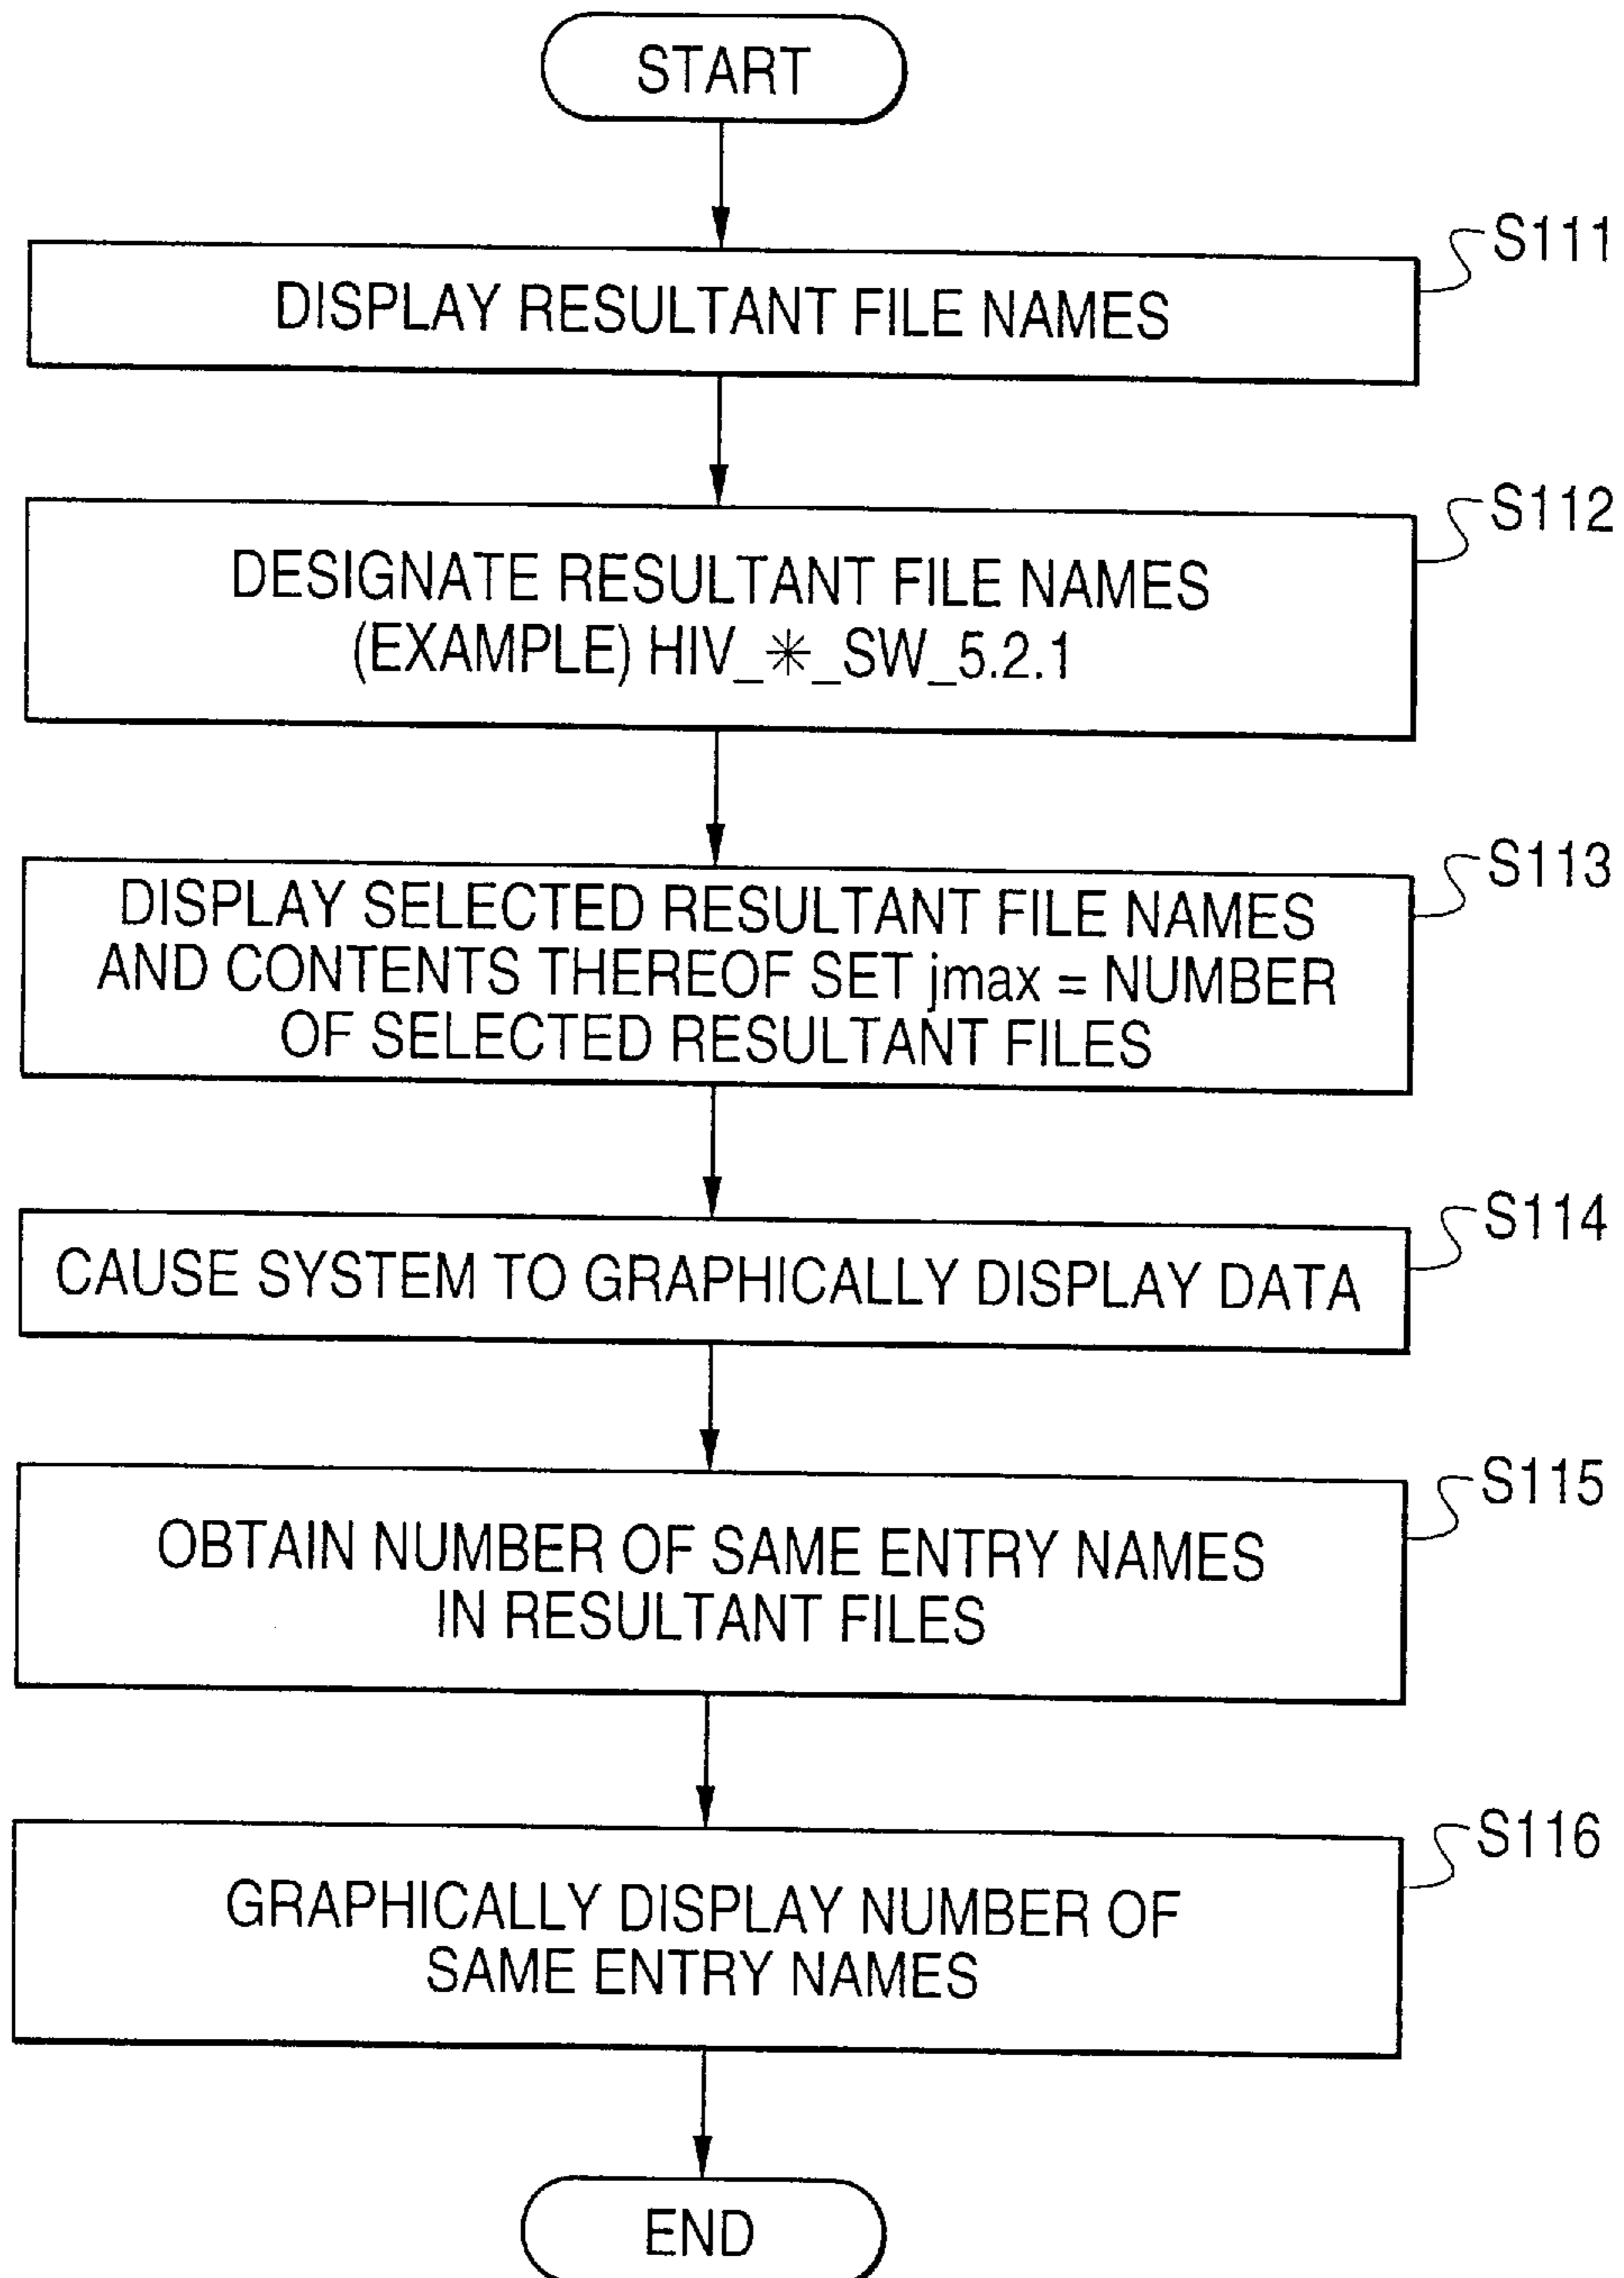 START
S111
DISPLAY RESULTANT FILE NAMES
S112
DESIGNATE RESULTANT FILE NAMES
(EXAMPLE) HIV_*_SW_5.2.1
S113
DISPLAY SELECTED RESULTANT FILE NAMES
AND CONTENTS THEREOF SET jmax = NUMBER
OF SELECTED RESULTANT FILES
S114
CAUSE SYSTEM TO GRAPHICALLY DISPLAY DATA
S115
OBTAIN NUMBER OF SAME ENTRY NAMES
IN RESULTANT FILES
S116
GRAPHICALLY DISPLAY NUMBER OF
SAME ENTRY NAMES
END